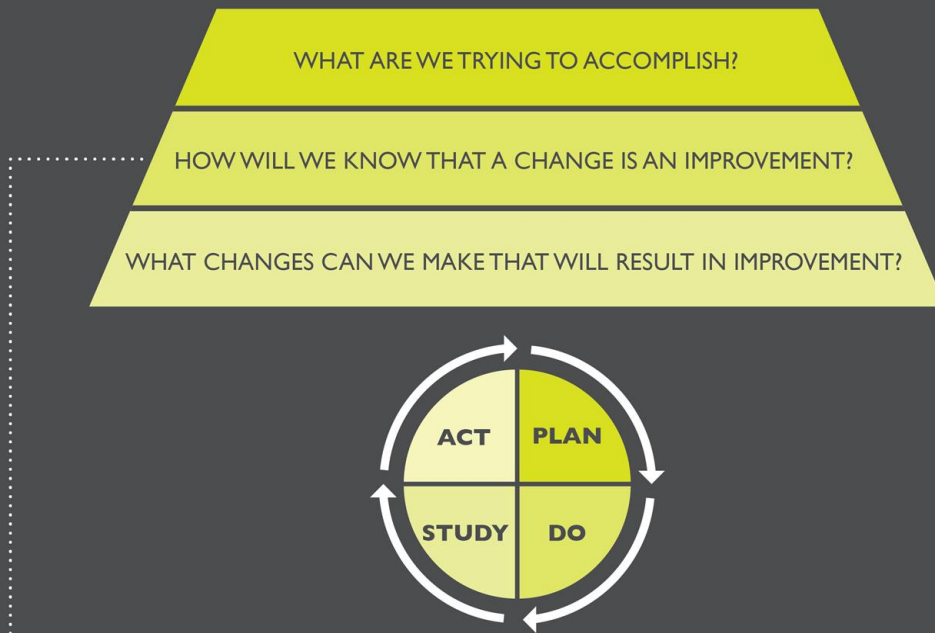 WHAT ARE WE TRYING TO ACCOMPLISH?
HOW WILL WE KNOW THAT A CHANGE IS AN IMPROVEMENT?
WHAT CHANGES CAN WE MAKE THAT WILL RESULT IN IMPROVEMENT?
ACT PLAN
STUDY DO